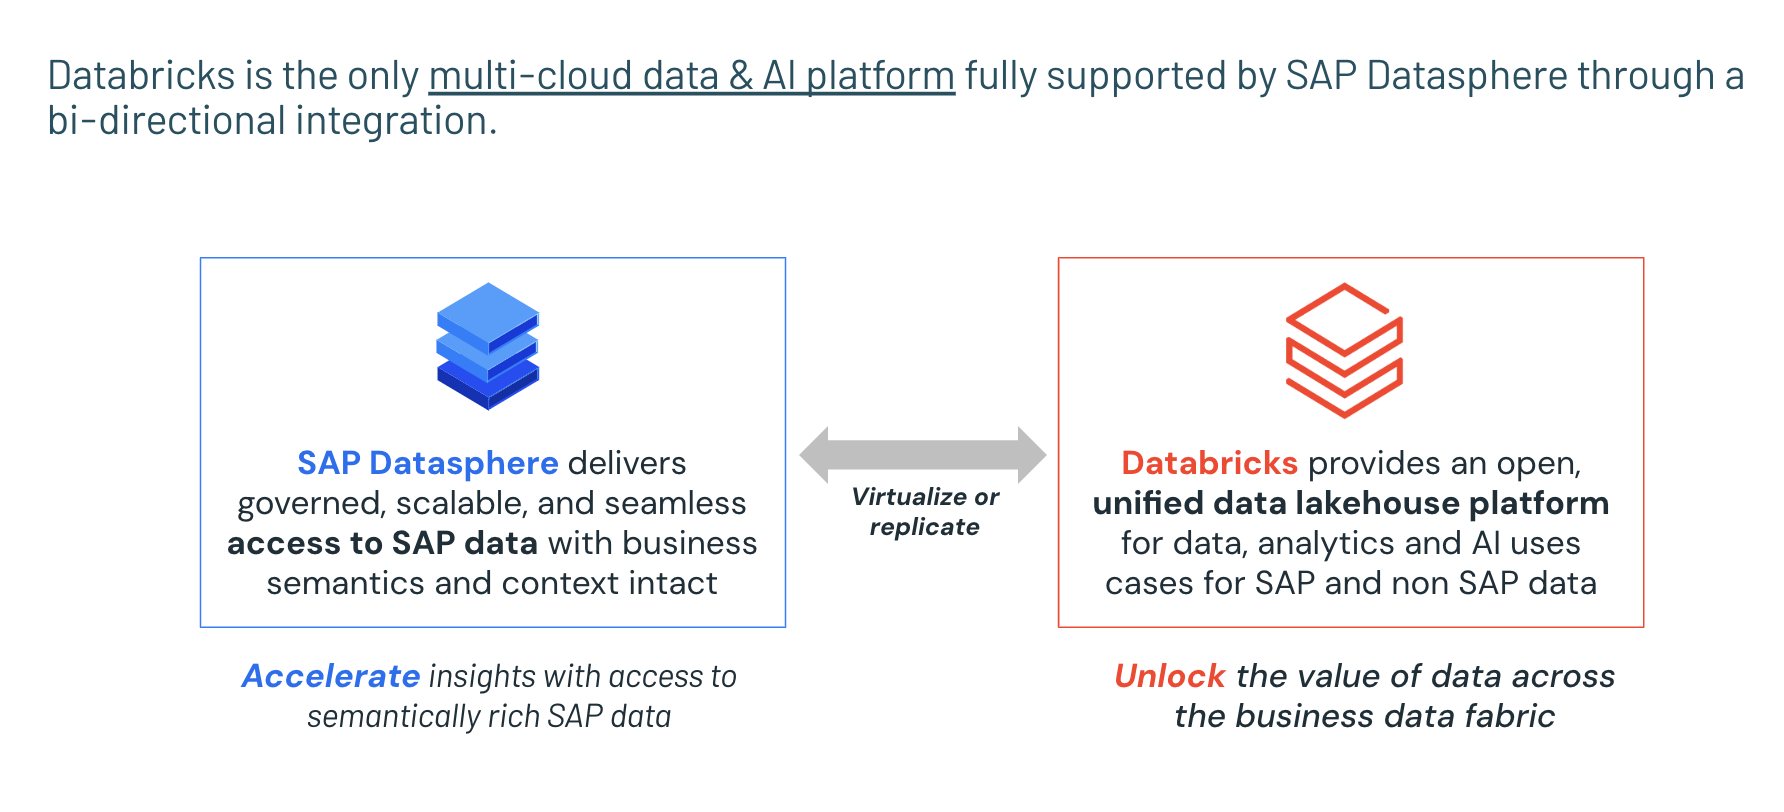 Databricks is the only multi-cloud data & AI platform fully supported by SAP Datasphere through a
bi-directional integration.
SAP Datasphere delivers
governed, scalable, and seamless
access to SAP data with business
semantics and context intact
Virtualize or
replicate
Databricks provides an open,
unified data lakehouse platform
for data, analytics and AI uses
cases for SAP and non SAP data
Accelerate insights with access to
semantically rich SAP data
Unlock the value of data across
the business data fabric